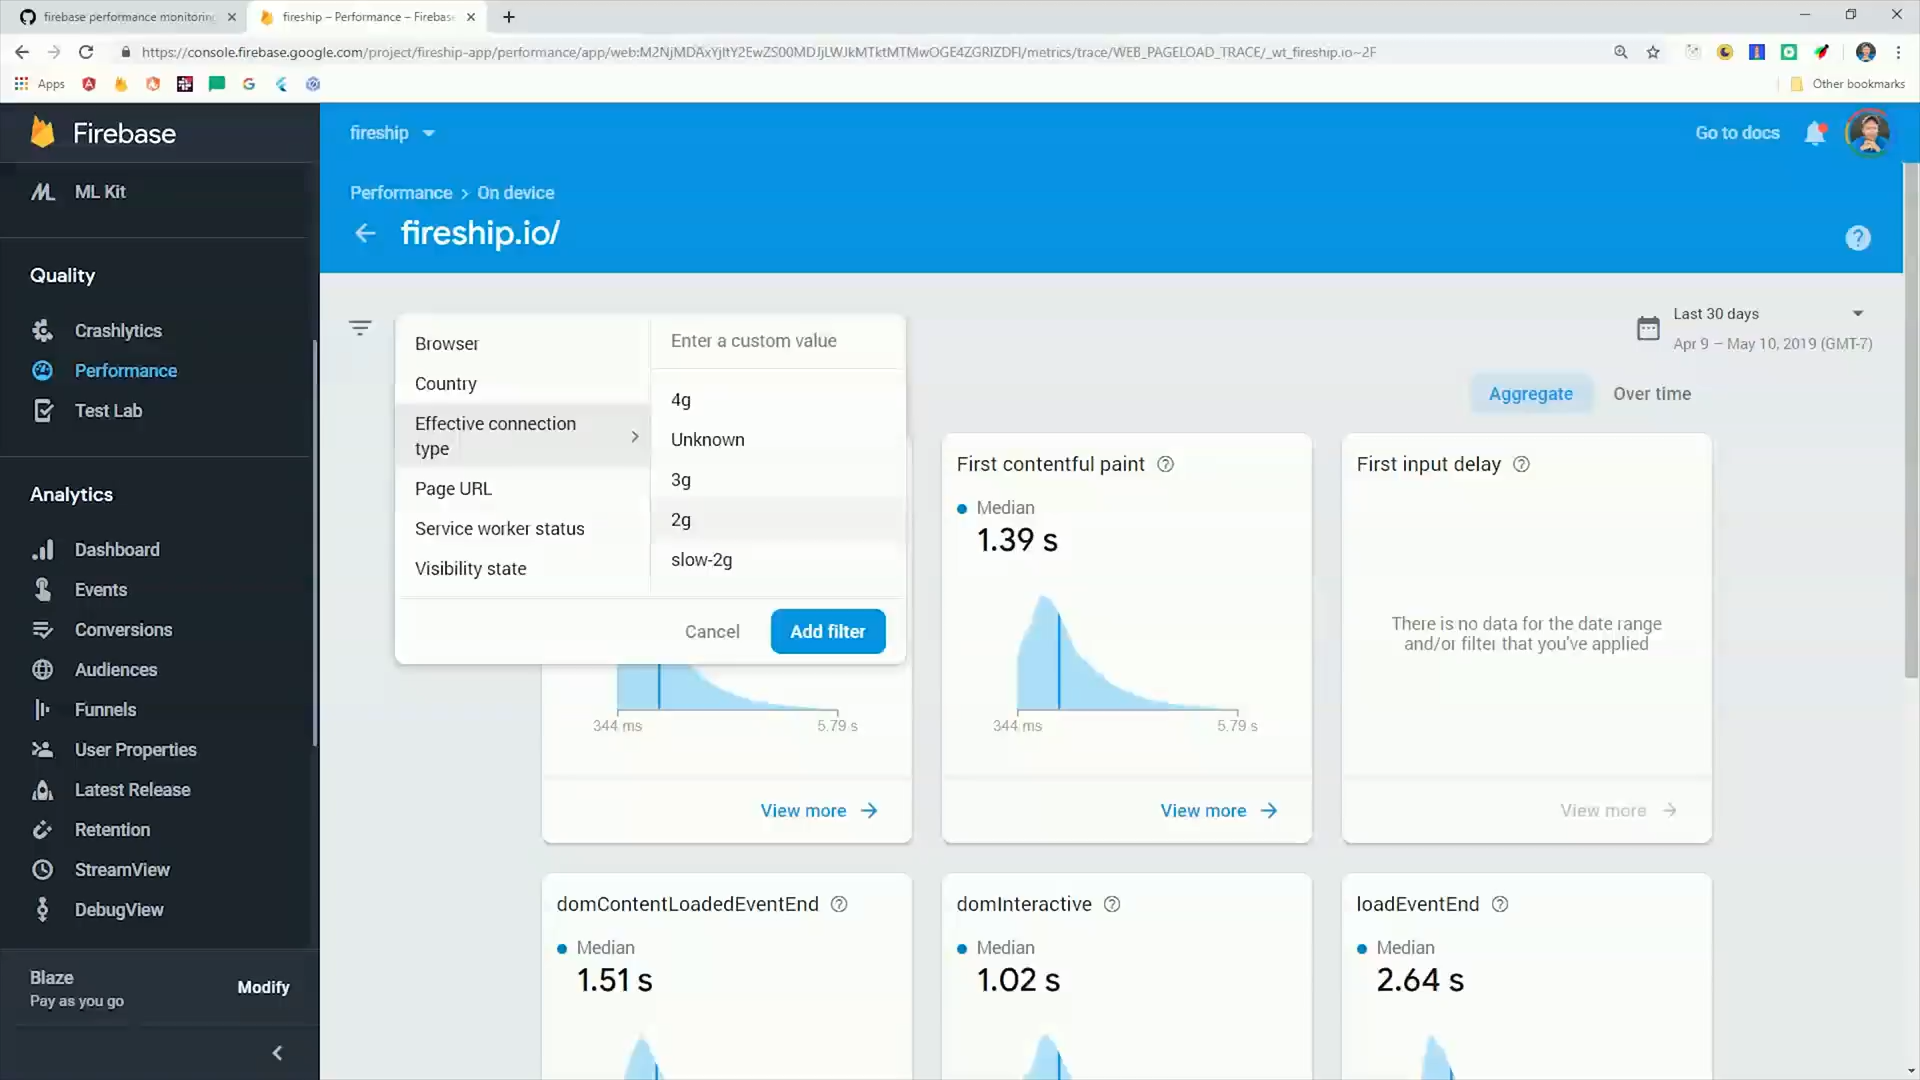 firebase performance monitoring
fireship – Performance – Firebase
https://console.firebase.google.com/project/fireship-app/performance/app/web:M2NjMDAxYjItY2EwZS00MDJjLWJkMTktMTMwOGE4ZGRlZDFl/metrics/trace/WEB_PAGELOAD_TRACE/_wt_fireship.io~2F
Apps
Other bookmarks
Firebase
ML Kit
Quality
Crashlytics
Performance
Test Lab
Analytics
Dashboard
Events
Conversions
Audiences
Funnels
User Properties
Latest Release
Retention
StreamView
DebugView
Blaze
Pay as you go
Modify
fireship
Go to docs
Performance > On device
fireship.io/
Last 30 days
Apr 9 – May 10, 2019 (GMT-7)
Browser
Country
Effective connection
type
Page URL
Service worker status
Visibility state
Enter a custom value
4g
Unknown
3g
2g
slow-2g
Cancel
Add filter
Aggregate
Over time
344 ms
5.79 s
View more
First contentful paint
Median
1.39 s
344 ms
5.79 s
View more
First input delay
There is no data for the date range
and/or filter that you've applied
View more
domContentLoadedEventEnd
Median
1.51 s
domInteractive
Median
1.02 s
loadEventEnd
Median
2.64 s